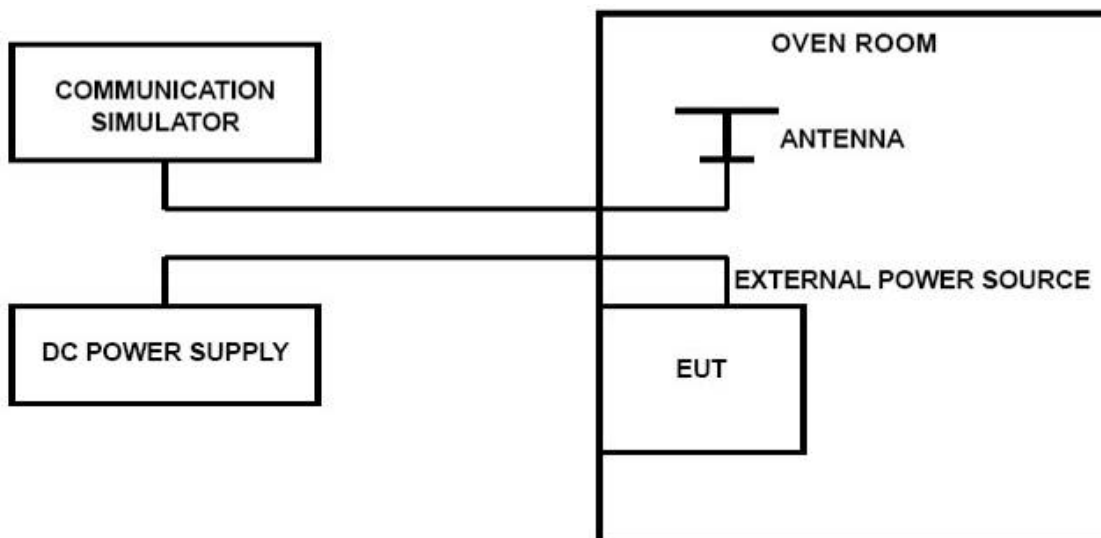 OVEN ROOM
COMMUNICATION
SIMULATOR
ANTENNA
EXTERNAL POWER SOURCE
DC POWER SUPPLY
EUT